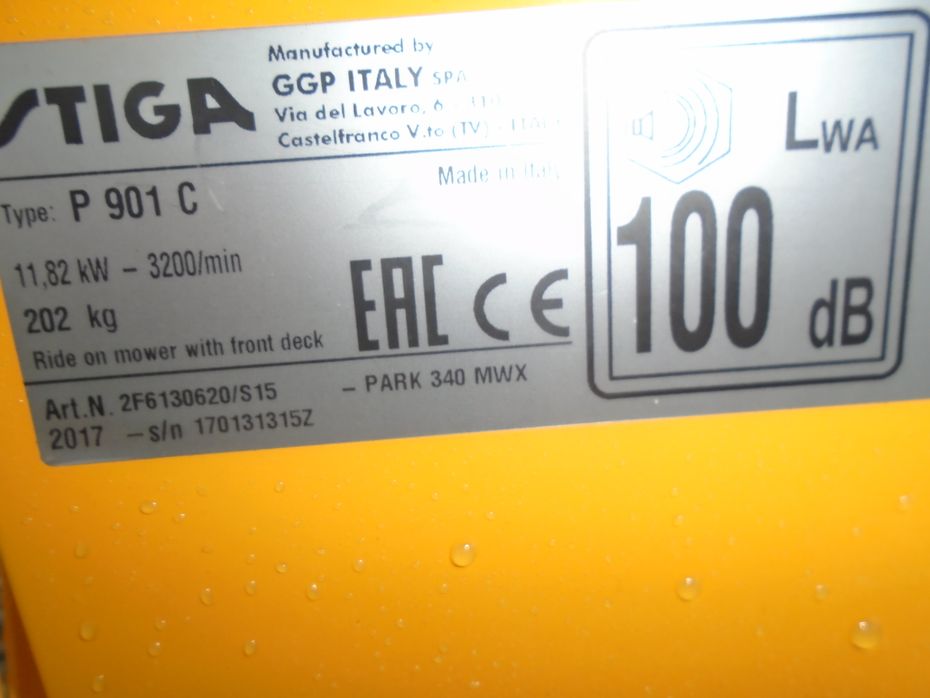 STIGA
Manufactured by
GGP ITALY SPA
Via del Lavoro, 6
Castelfranco V.to (TV) - ITALY
Made in Italy
Type: P 901 C
11,82 kW – 3200/min
202 kg
Ride on mower with front deck
EAC CE
Art.N. 2F6130620/S15 – PARK 340 MWX
2017 – s/n 170131315Z
LWA
100
dB